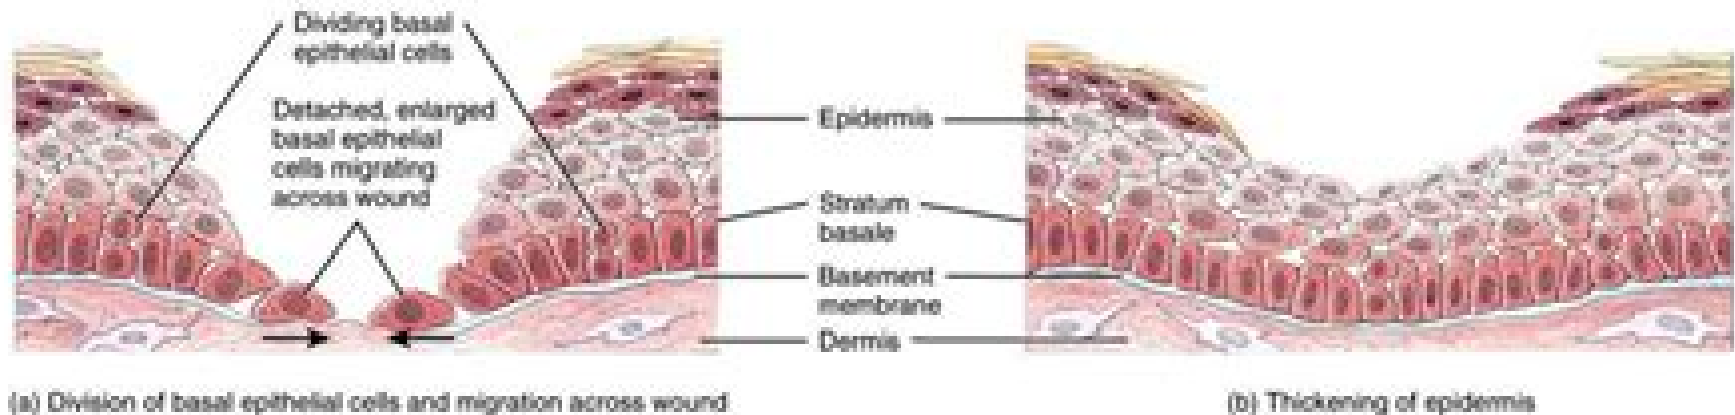 Dividing basal
epithelial cells
Detached, enlarged
basal epithelial
cells migrating
across wound
Epidermis
Stratum
basale
Basement
membrane
Dermis
(a) Division of basal epithelial cells and migration across wound
(b) Thickening of epidermis